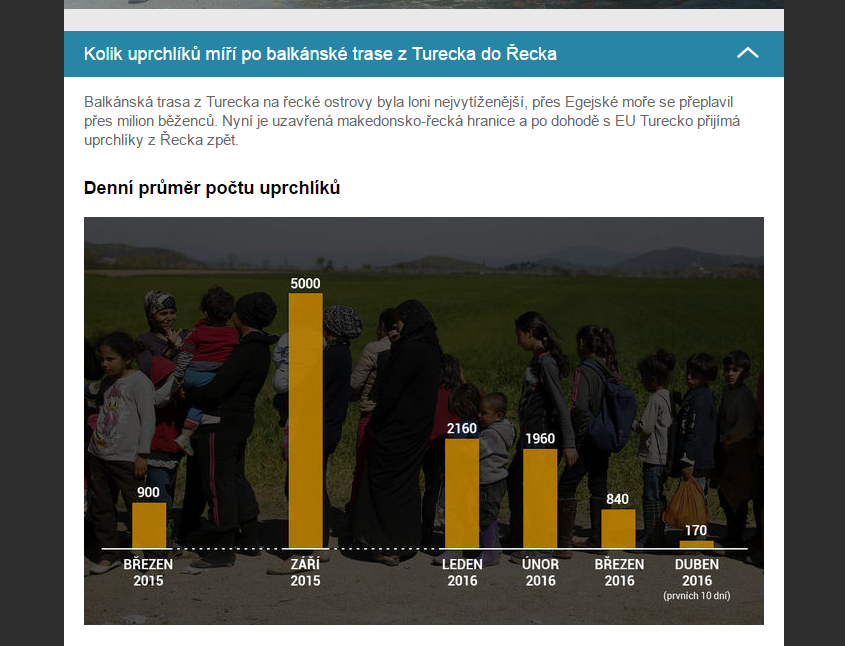 Kolik uprchlíků míří po balkánské trase z Turecka do Řecka
Balkánská trasa z Turecka na řecké ostrovy byla loni nejvytíženější, přes Egejské moře se přeplavil
přes milion běženců. Nyní je uzavřená makedonsko-řecká hranice a po dohodě s EU Turecko přijímá
uprchlíky z Řecka zpět.
Denní průměr počtu uprchlíků
5000
2160
1960
900
840
170
BŘEZEN
2015
ZÁŘÍ
2015
LEDEN
2016
ÚNOR
2016
BŘEZEN
2016
DUBEN
2016
(prvních 10 dní)